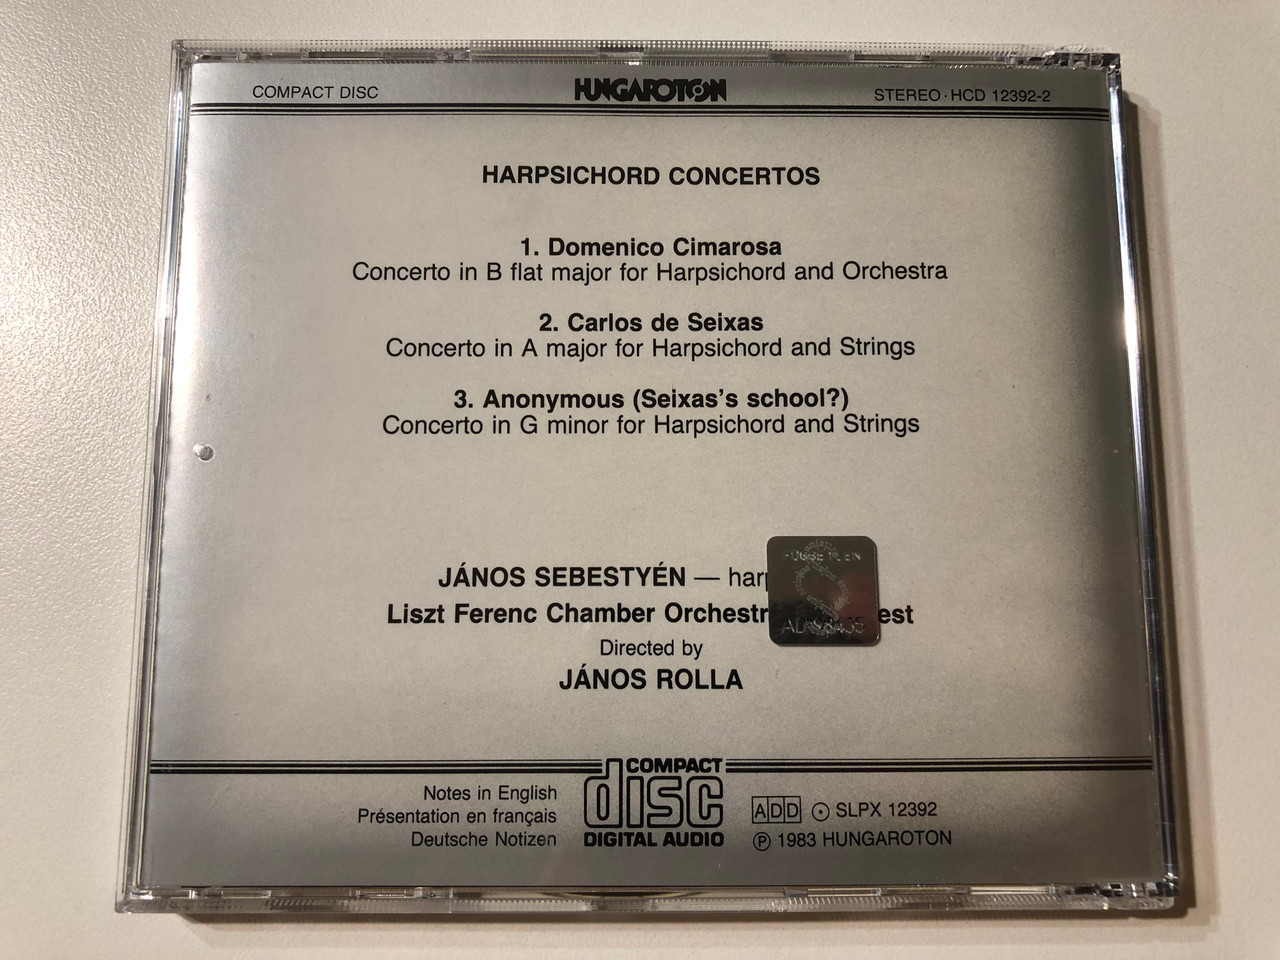 COMPACT DISC
HUNGAROTON
STEREO · HCD 12392-2
HARPSICHORD CONCERTOS
1. Domenico Cimarosa
Concerto in B flat major for Harpsichord and Orchestra
2. Carlos de Seixas
Concerto in A major for Harpsichord and Strings
3. Anonymous (Seixas's school?)
Concerto in G minor for Harpsichord and Strings
JÁNOS SEBESTYÉN —
Liszt Ferenc Chamber
Directed by
JÁNOS ROLLA
Notes in English
Présentation en français
Deutsche Notizen
COMPACT
disc
DIGITAL AUDIO
ADD SLPX 12392
℗ 1983 HUNGAROTON